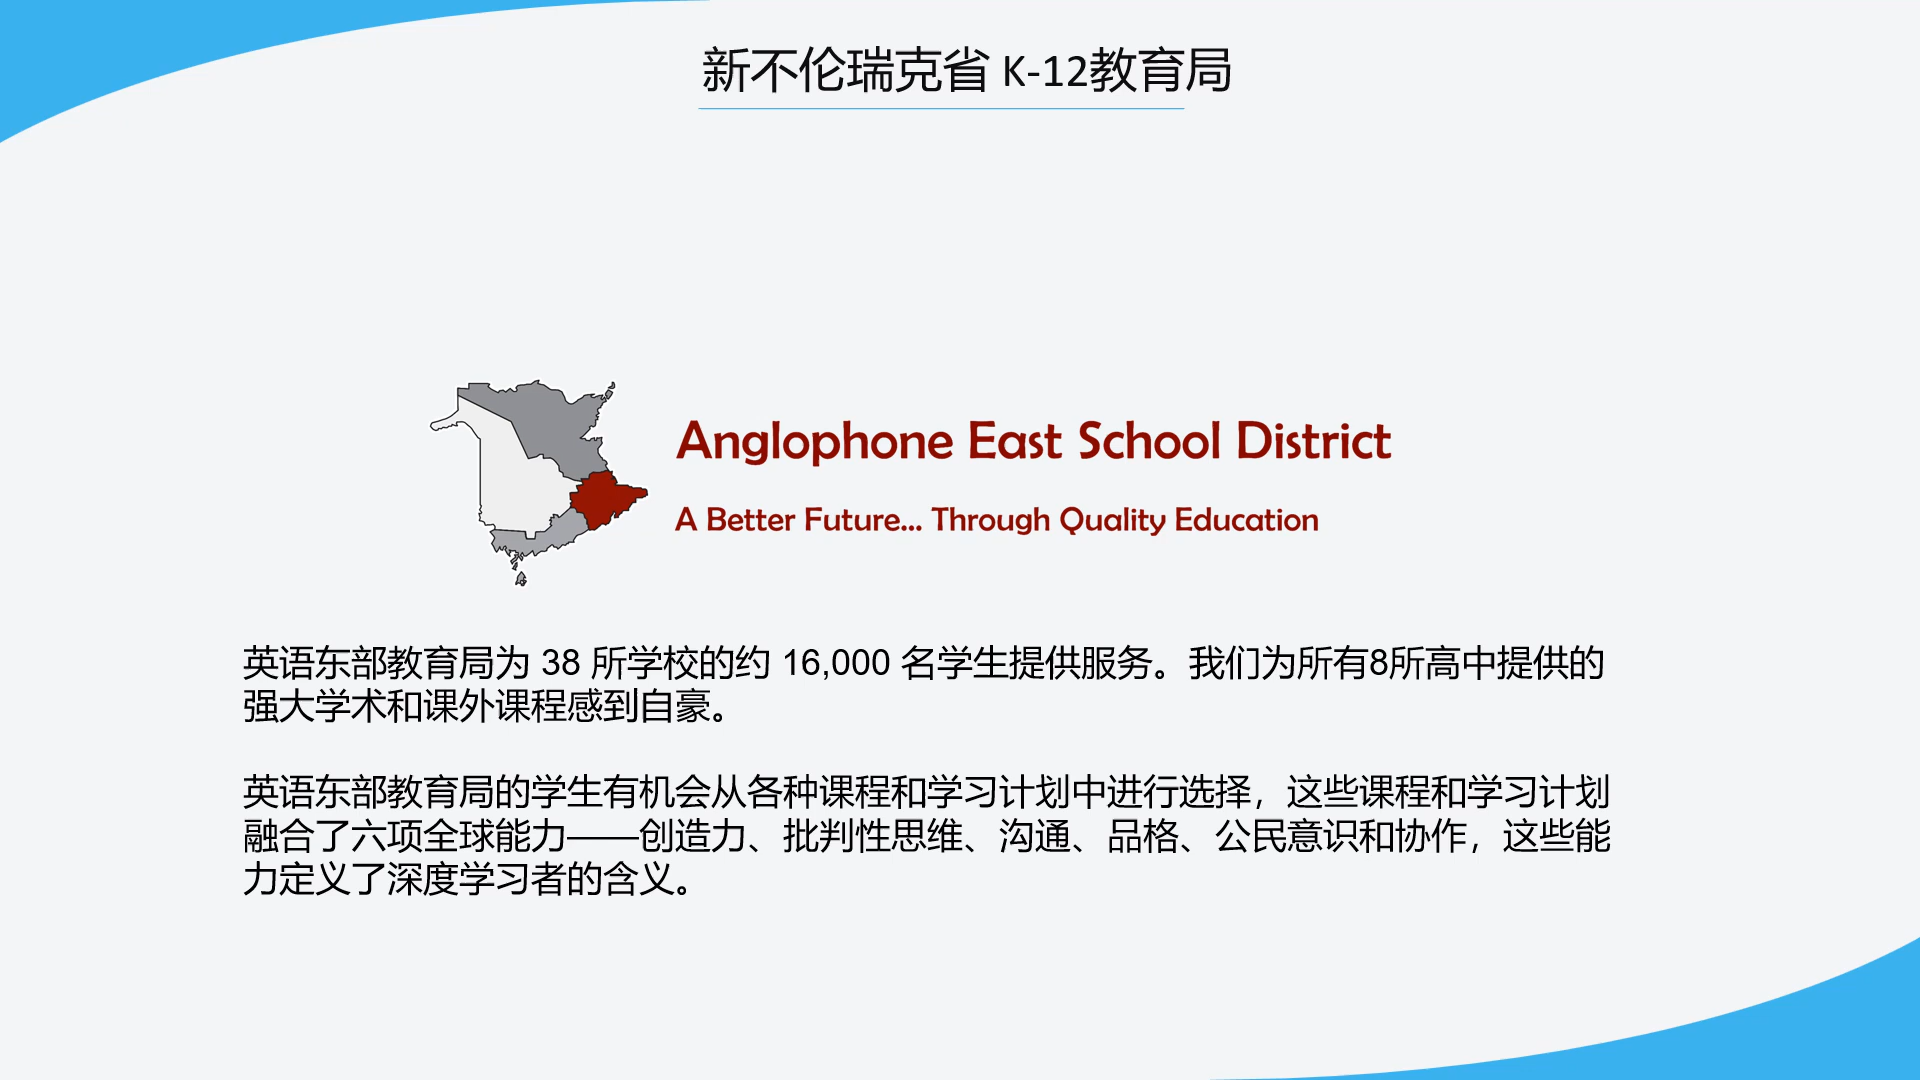 新不伦瑞克省 K-12教育局
Anglophone East School District
A Better Future... Through Quality Education
英语东部教育局为 38 所学校的约 16,000 名学生提供服务。我们为所有8所高中提供的
强大学术和课外课程感到自豪。
英语东部教育局的学生有机会从各种课程和学习计划中进行选择，这些课程和学习计划
融合了六项全球能力——创造力、批判性思维、沟通、品格、公民意识和协作，这些能
力定义了深度学习者的含义。